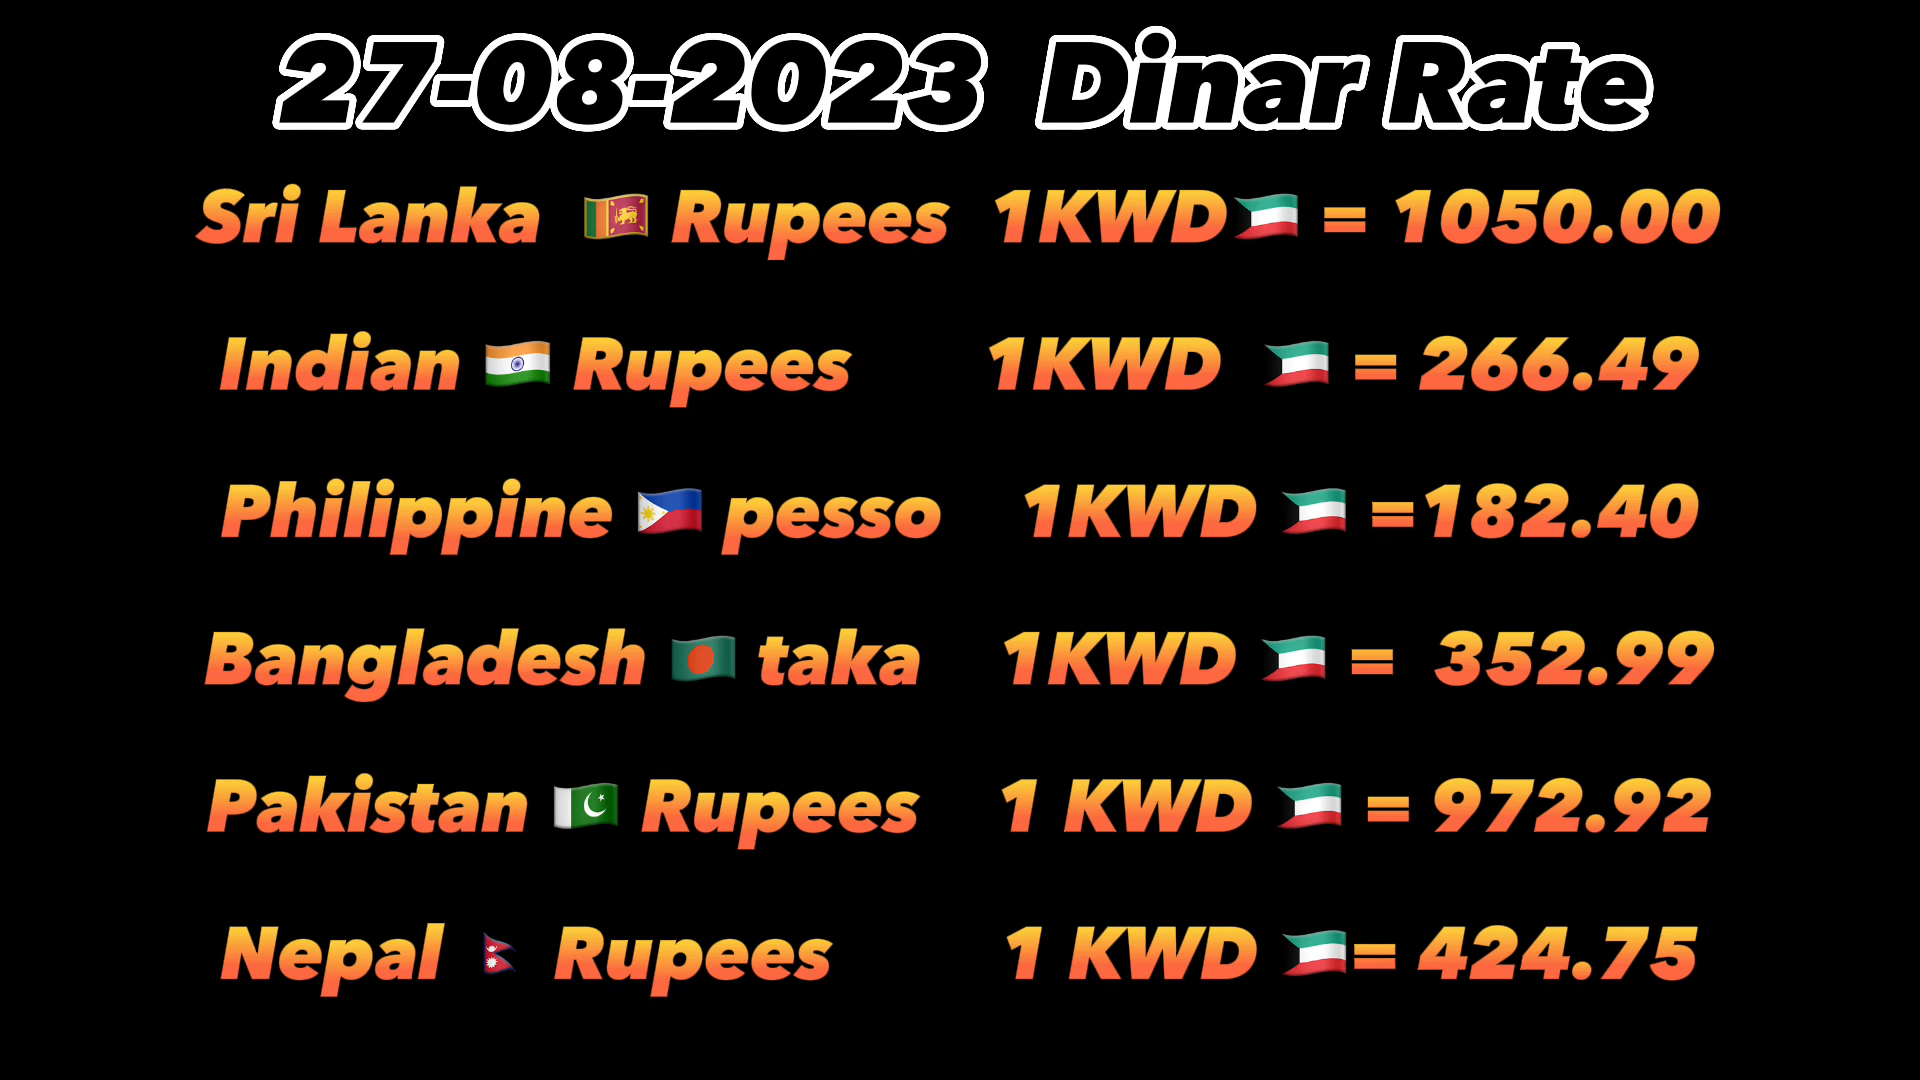 27-08-2023 Dinar Rate
Sri Lanka 🇱🇰 Rupees 1KWD🇰🇼 = 1050.00
Indian 🇮🇳 Rupees 1KWD 🇰🇼 = 266.49
Philippine 🇵🇭 pesso 1KWD 🇰🇼 =182.40
Bangladesh 🇧🇩 taka 1KWD 🇰🇼 = 352.99
Pakistan 🇵🇰 Rupees 1 KWD 🇰🇼 = 972.92
Nepal 🇳🇵 Rupees 1 KWD 🇰🇼= 424.75